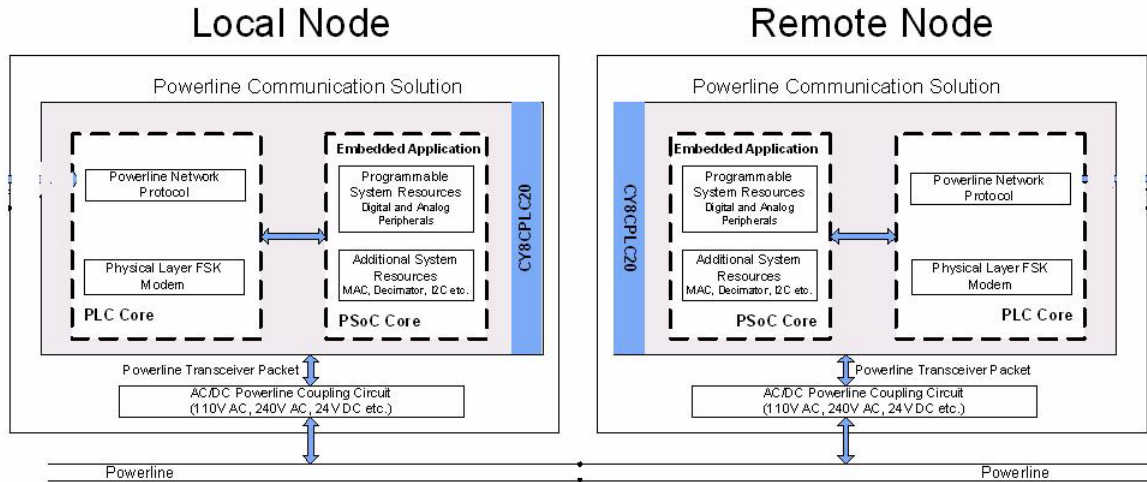 Local Node
Powerline Communication Solution
Powerline Network
Protocol
Physical Layer FSK
Modem
PLC Core
Embedded Application
Programmable
System Resources
Digital and Analog
Peripherals
Additional System
Resources
MAC, Decimator, I2C etc.
PSoC Core
CY8CPLC20
Powerline Transceiver Packet
AC/DC Powerline Coupling Circuit
(110V AC, 240V AC, 24V DC etc.)
Powerline
Remote Node
Powerline Communication Solution
CY8CPLC20
Embedded Application
Programmable
System Resources
Digital and Analog
Peripherals
Additional System
Resources
MAC, Decimator, I2C etc.
PSoC Core
Powerline Network
Protocol
Physical Layer FSK
Modem
PLC Core
Powerline Transceiver Packet
AC/DC Powerline Coupling Circuit
(110V AC, 240V AC, 24V DC etc.)
Powerline